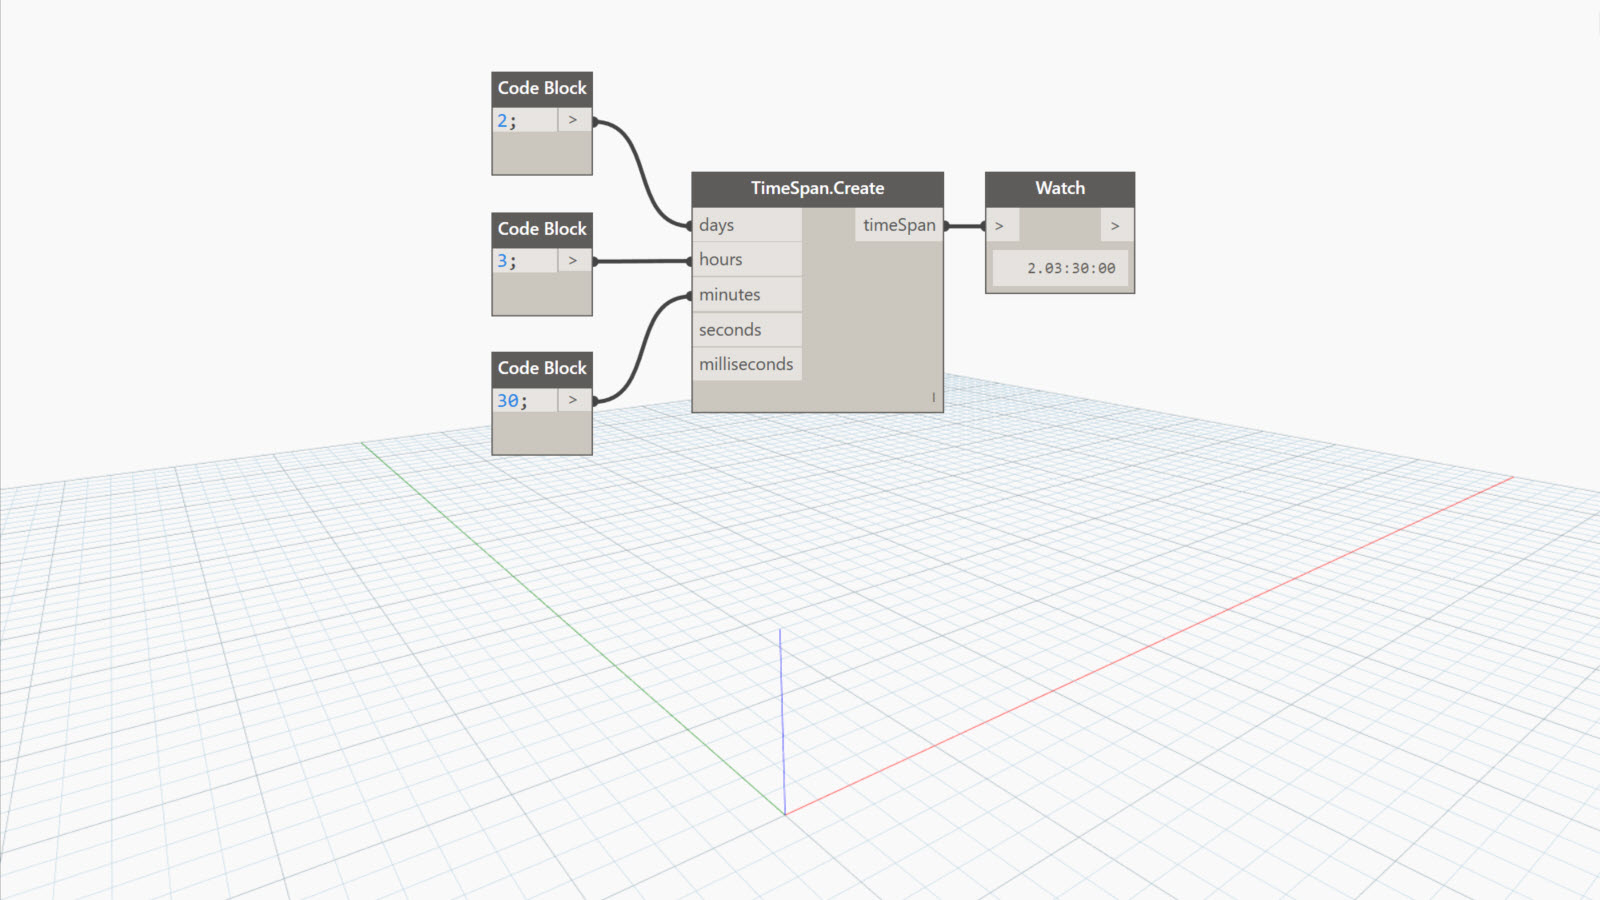 Code Block
2; >
Code Block
3; >
Code Block
30; >
TimeSpan.Create
days timeSpan
hours
minutes
seconds
milliseconds
l
Watch
> >
2.03:30:00